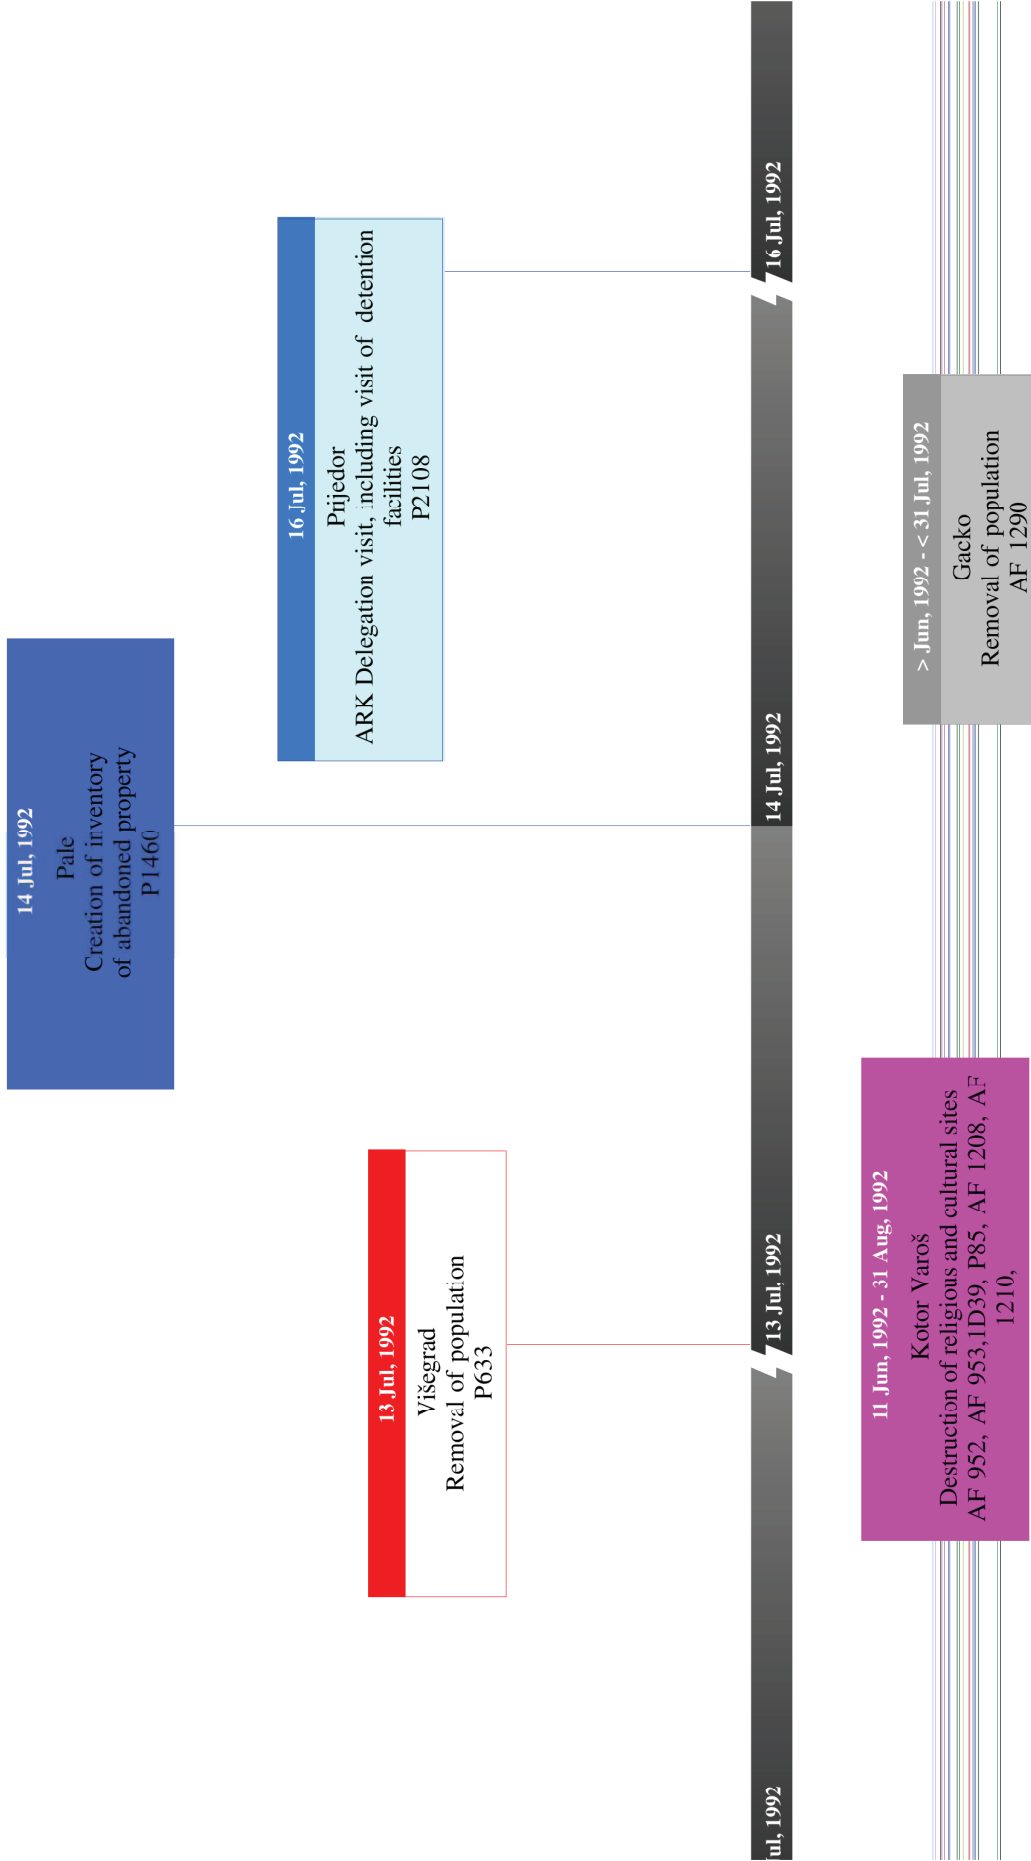 14 Jul, 1992
Pale
Creation of inventory
of abandoned property
P1460
16 Jul, 1992
Prijedor
ARK Delegation visit, including visit of detention
facilities
P2108
13 Jul, 1992
Višegrad
Removal of population
P633
Jul, 1992
13 Jul, 1992
14 Jul, 1992
16 Jul, 1992
11 Jun, 1992 - 31 Aug, 1992
Kotor Varoš
Destruction of religious and cultural sites
AF 952, AF 953,1D39, P85, AF 1208, AF
1210,
> Jun, 1992 - < 31 Jul, 1992
Gacko
Removal of population
AF 1290